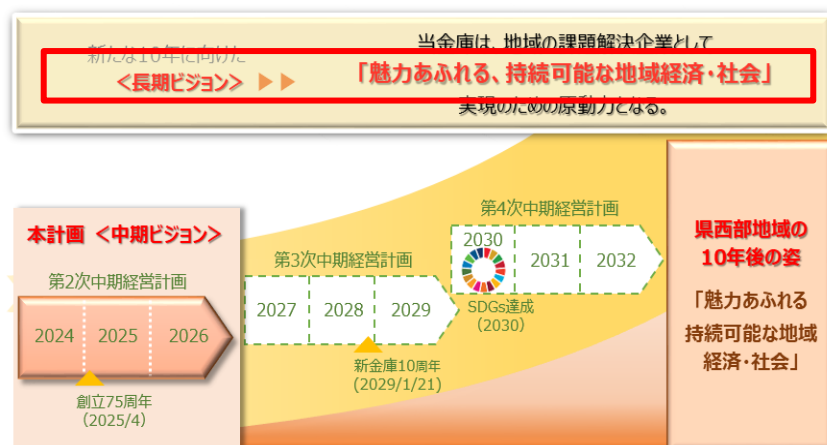 新たな10年に向けた
<長期ビジョン>
当金庫は、地域の課題解決企業として
「魅力あふれる、持続可能な地域経済・社会」
実現のための原動力となる。
本計画 <中期ビジョン>
第2次中期経営計画
2024 2025 2026
創立75周年
(2025/4)
第3次中期経営計画
2027 2028 2029
新金庫10周年
(2029/1/21)
第4次中期経営計画
2030 2031 2032
SDGs達成
(2030)
県西部地域の
10年後の姿
「魅力あふれる
持続可能な地域
経済・社会」